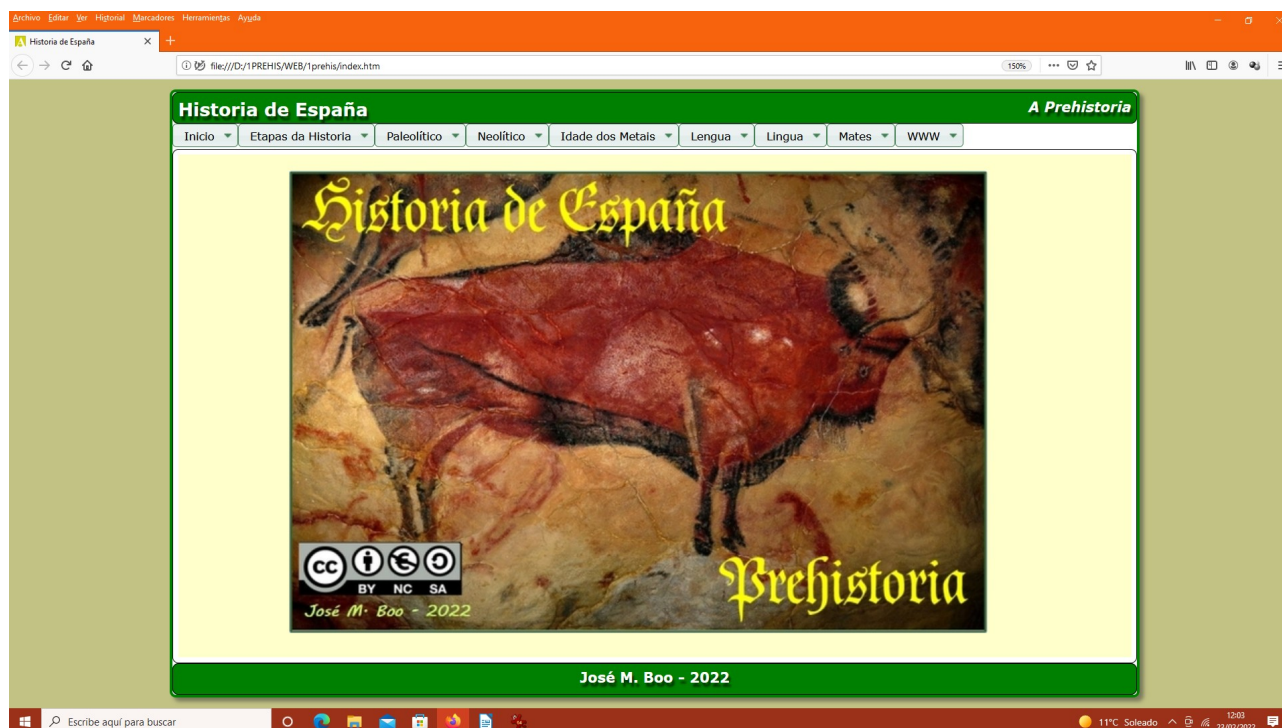 Archivo Editar Ver Historial Marcadores Herramientas Ayuda
Historia de España
file:///D:/1PREHIS/WEB/1prehis/index.htm
150%
Historia de España
A Prehistoria
Inicio Etapas da Historia Paleolítico Neolítico Idade dos Metais Lengua Lingua Mates WWW
Historia de España
cc
BY NC SA
José M. Boo - 2022
Prehistoria
José M. Boo - 2022
Escribe aquí para buscar
11°C Soleado
12:03